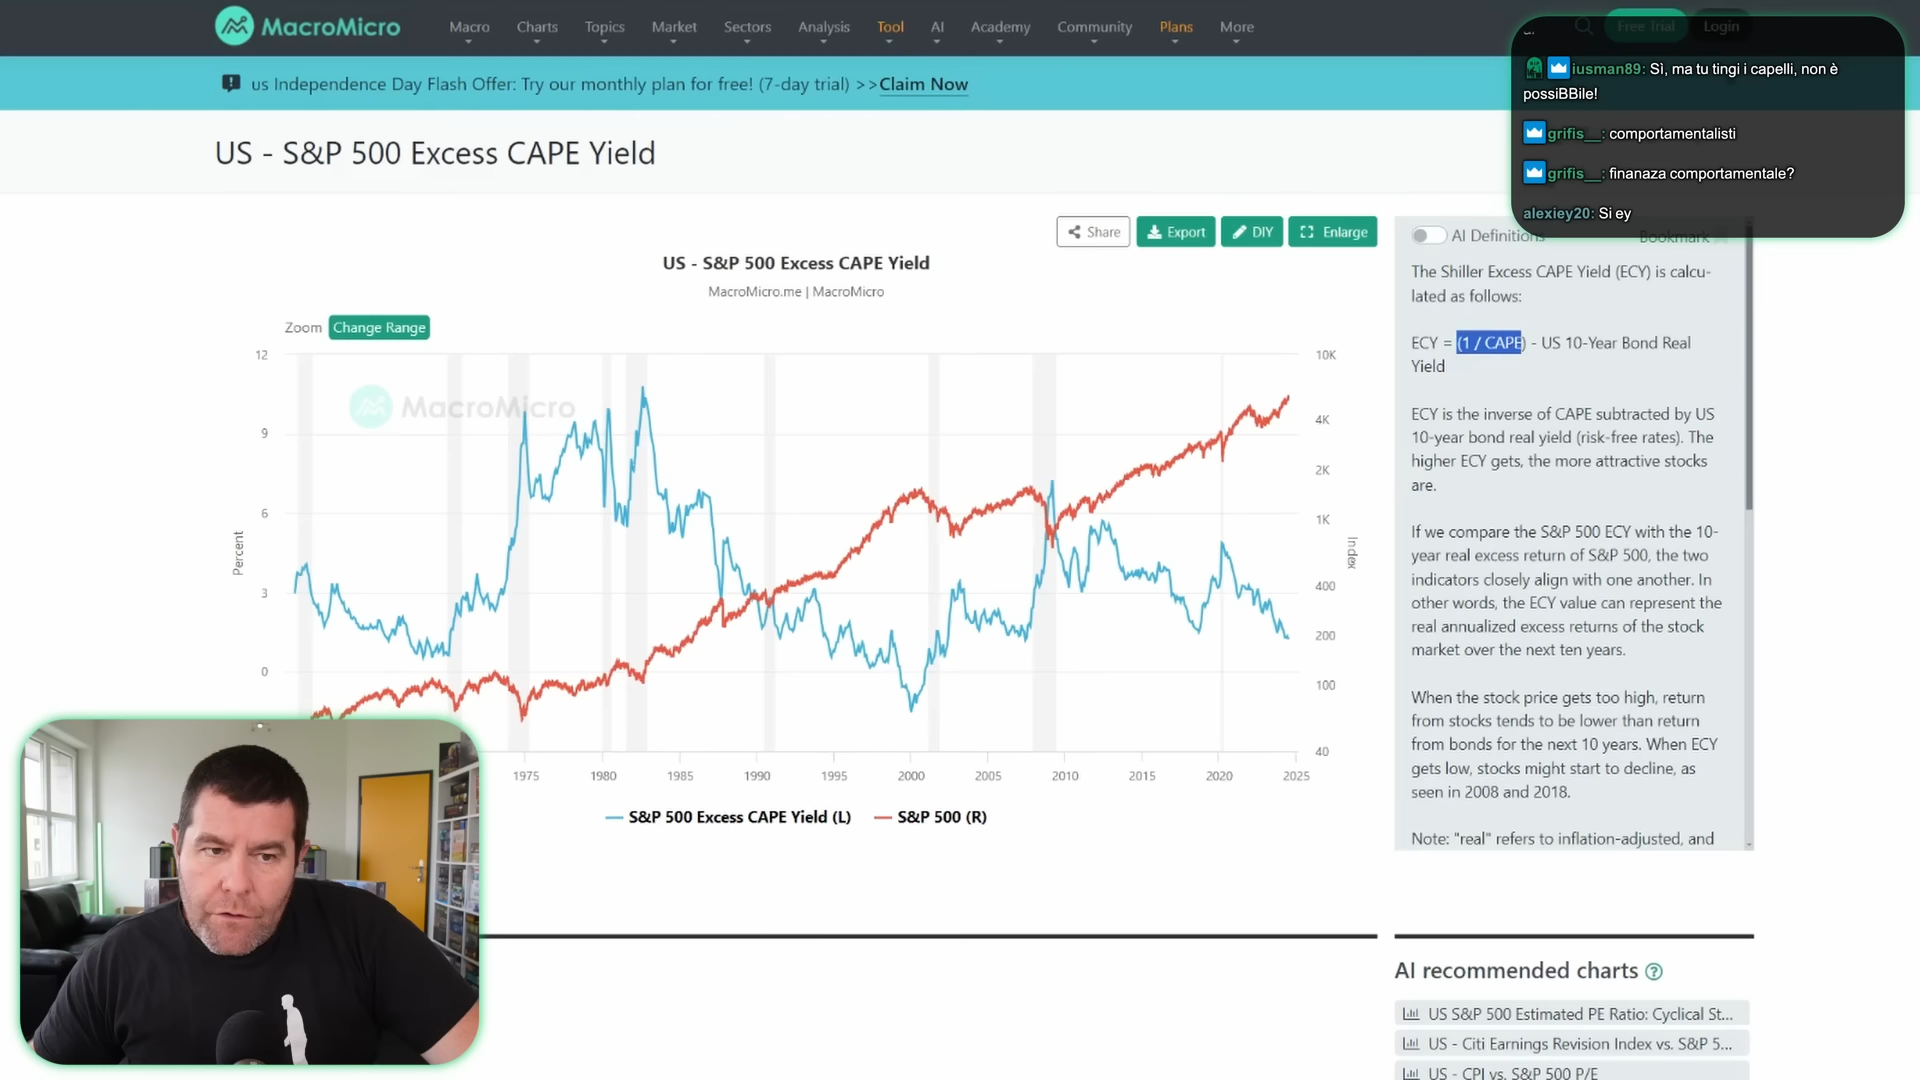 MacroMicro
Macro
Charts
Topics
Market
Sectors
Analysis
Tool
AI
Academy
Community
Plans
More
Free Trial
Login
us Independence Day Flash Offer: Try our monthly plan for free! (7-day trial) >>Claim Now
iusman89: Sì, ma tu tingi i capelli, non è
possiBBile!
grifis__: comportamentalisti
grifis__: finanaza comportamentale?
alexiey20: Si ey
US - S&P 500 Excess CAPE Yield
Share
Export
DIY
Enlarge
US - S&P 500 Excess CAPE Yield
MacroMicro.me | MacroMicro
Zoom
Change Range
MacroMicro
Percent
12
9
6
3
0
10K
4K
2K
1K
400
200
100
40
Index
1975
1980
1985
1990
1995
2000
2005
2010
2015
2020
2025
S&P 500 Excess CAPE Yield (L)
S&P 500 (R)
AI Definitions
Bookmark
The Shiller Excess CAPE Yield (ECY) is calcu-
lated as follows:
ECY = (1 / CAPE) - US 10-Year Bond Real
Yield
ECY is the inverse of CAPE subtracted by US
10-year bond real yield (risk-free rates). The
higher ECY gets, the more attractive stocks
are.
If we compare the S&P 500 ECY with the 10-
year real excess return of S&P 500, the two
indicators closely align with one another. In
other words, the ECY value can represent the
real annualized excess returns of the stock
market over the next ten years.
When the stock price gets too high, return
from stocks tends to be lower than return
from bonds for the next 10 years. When ECY
gets low, stocks might start to decline, as
seen in 2008 and 2018.
Note: "real" refers to inflation-adjusted, and
AI recommended charts
US S&P 500 Estimated PE Ratio: Cyclical St...
US - Citi Earnings Revision Index vs. S&P 5...
US - CPI vs. S&P 500 P/E